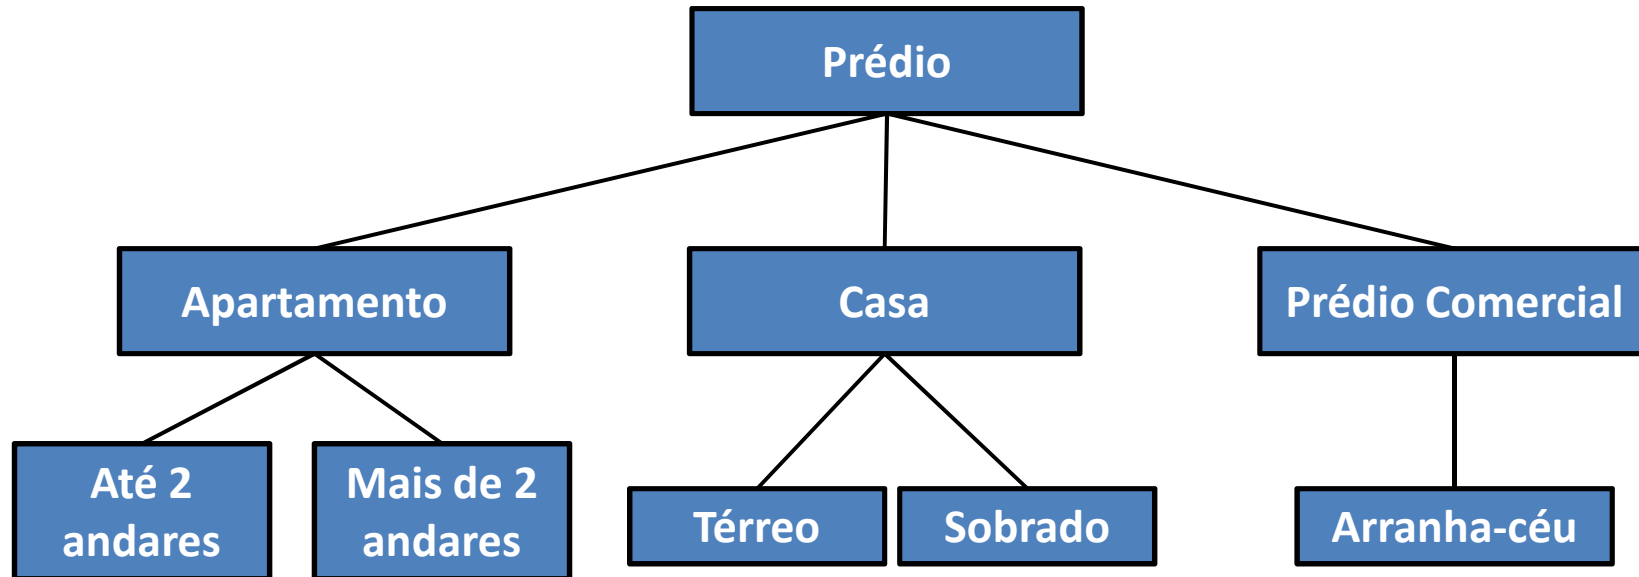 Prédio
Apartamento
Casa
Prédio Comercial
Até 2
andares
Mais de 2
andares
Térreo
Sobrado
Arranha-céu